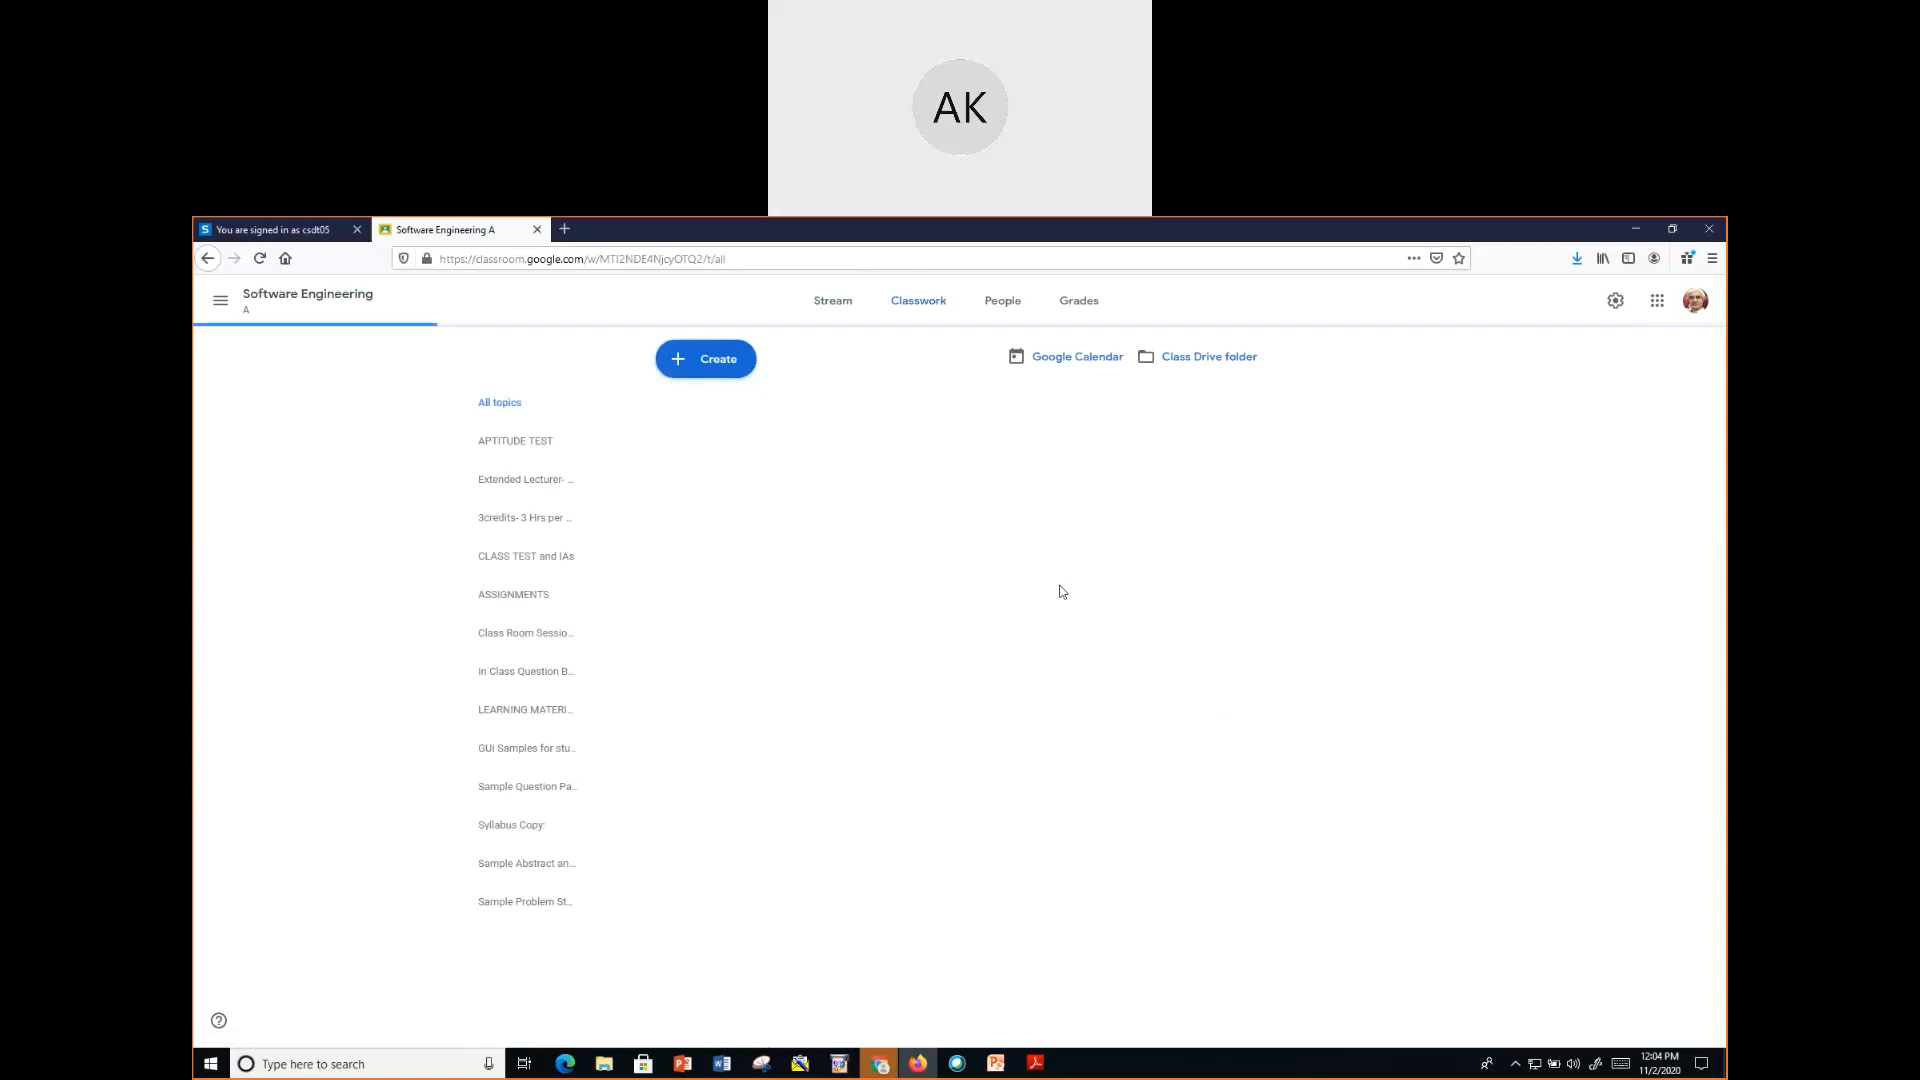 AK
You are signed in as csdt05
Software Engineering A
https://classroom.google.com/w/MTI2NDE4NjcyOTQ2/t/all
Software Engineering
A
Stream
Classwork
People
Grades
Create
Google Calendar
Class Drive folder
All topics
APTITUDE TEST
Extended Lecturer- ...
3credits- 3 Hrs per ...
CLASS TEST and IAs
ASSIGNMENTS
Class Room Sessio...
In Class Question B...
LEARNING MATERI...
GUI Samples for stu...
Sample Question Pa...
Syllabus Copy
Sample Abstract an...
Sample Problem St...
Type here to search
12:04 PM
11/2/2020